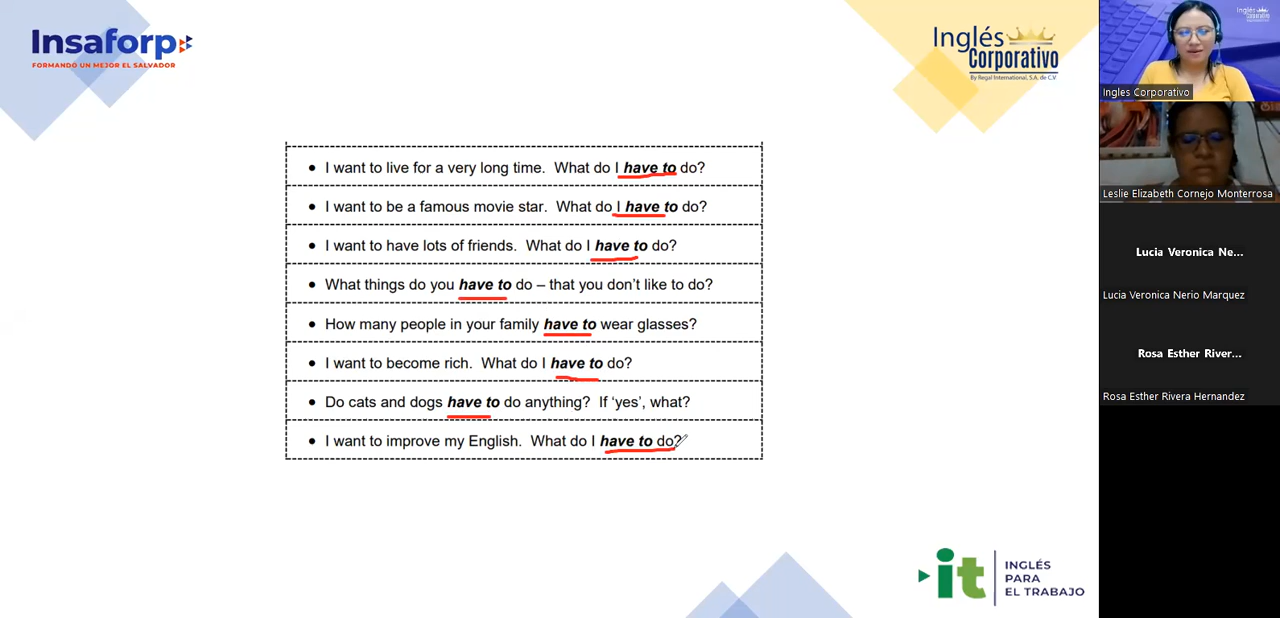 Insaforp
FORMANDO UN MEJOR EL SALVADOR
Inglés
Corporativo
By Regal International, S.A. de C.V
• I want to live for a very long time. What do I have to do?
• I want to be a famous movie star. What do I have to do?
• I want to have lots of friends. What do I have to do?
• What things do you have to do – that you don't like to do?
• How many people in your family have to wear glasses?
• I want to become rich. What do I have to do?
• Do cats and dogs have to do anything? If 'yes', what?
• I want to improve my English. What do I have to do?
it
INGLÉS
PARA
EL TRABAJO
Inglés
Corporativo
Ingles Corporativo
Leslie Elizabeth Cornejo Monterrosa
Lucia Veronica Ne...
Lucia Veronica Nerio Marquez
Rosa Esther River...
Rosa Esther Rivera Hernandez